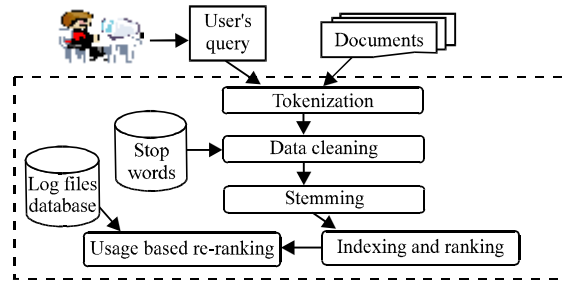 User's
query
Documents
Tokenization
Stop
words
Data cleaning
Log files
database
Stemming
Usage based re-ranking
Indexing and ranking